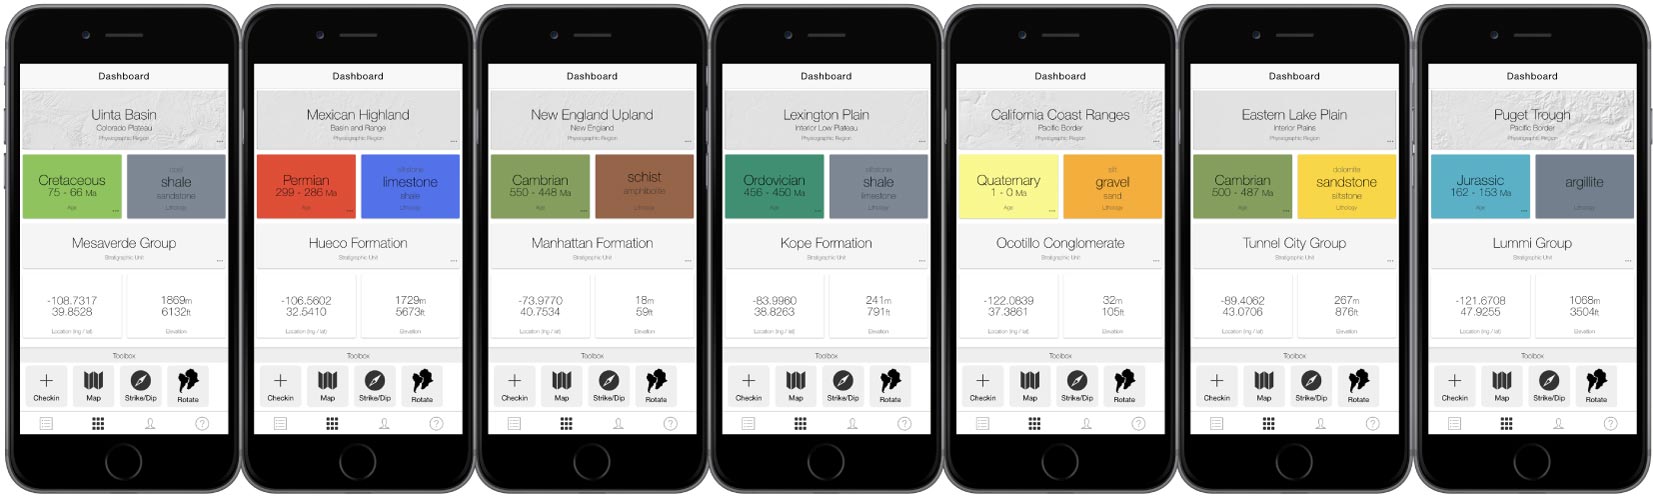 Dashboard
Uinta Basin
Colorado Plateau
Physiographic Region
Cretaceous
75 - 66 Ma
Age
coal
shale
sandstone
Lithology
Mesaverde Group
Stratigraphic Unit
-108.7317
39.8528
Location (lng / lat)
1869m
6132ft
Elevation
Toolbox
Checkin
Map
Strike/Dip
Rotate
Dashboard
Mexican Highland
Basin and Range
Physiographic Region
Permian
299 - 286 Ma
Age
siltstone
limestone
shale
Lithology
Hueco Formation
Stratigraphic Unit
-106.5602
32.5410
Location (lng / lat)
1729m
5673ft
Elevation
Toolbox
Checkin
Map
Strike/Dip
Rotate
Dashboard
New England Upland
New England
Physiographic Region
Cambrian
550 - 448 Ma
Age
schist
amphibolite
Lithology
Manhattan Formation
Stratigraphic Unit
-73.9770
40.7534
Location (lng / lat)
18m
59ft
Elevation
Toolbox
Checkin
Map
Strike/Dip
Rotate
Dashboard
Lexington Plain
Interior Low Plateau
Physiographic Region
Ordovician
456 - 450 Ma
Age
siltstone
shale
limestone
Lithology
Kope Formation
Stratigraphic Unit
-83.9960
38.8263
Location (lng / lat)
241m
791ft
Elevation
Toolbox
Checkin
Map
Strike/Dip
Rotate
Dashboard
California Coast Ranges
Pacific Border
Physiographic Region
Quaternary
1 - 0 Ma
Age
silt
gravel
sand
Lithology
Ocotillo Conglomerate
Stratigraphic Unit
-122.0839
37.3861
Location (lng / lat)
32m
105ft
Elevation
Toolbox
Checkin
Map
Strike/Dip
Rotate
Dashboard
Eastern Lake Plain
Interior Plains
Physiographic Region
Cambrian
500 - 487 Ma
Age
dolomite
sandstone
siltstone
Lithology
Tunnel City Group
Stratigraphic Unit
-89.4062
43.0706
Location (lng / lat)
267m
876ft
Elevation
Toolbox
Checkin
Map
Strike/Dip
Rotate
Dashboard
Puget Trough
Pacific Border
Physiographic Region
Jurassic
162 - 153 Ma
Age
argillite
Lithology
Lummi Group
Stratigraphic Unit
-121.6708
47.9255
Location (lng / lat)
1068m
3504ft
Elevation
Toolbox
Checkin
Map
Strike/Dip
Rotate